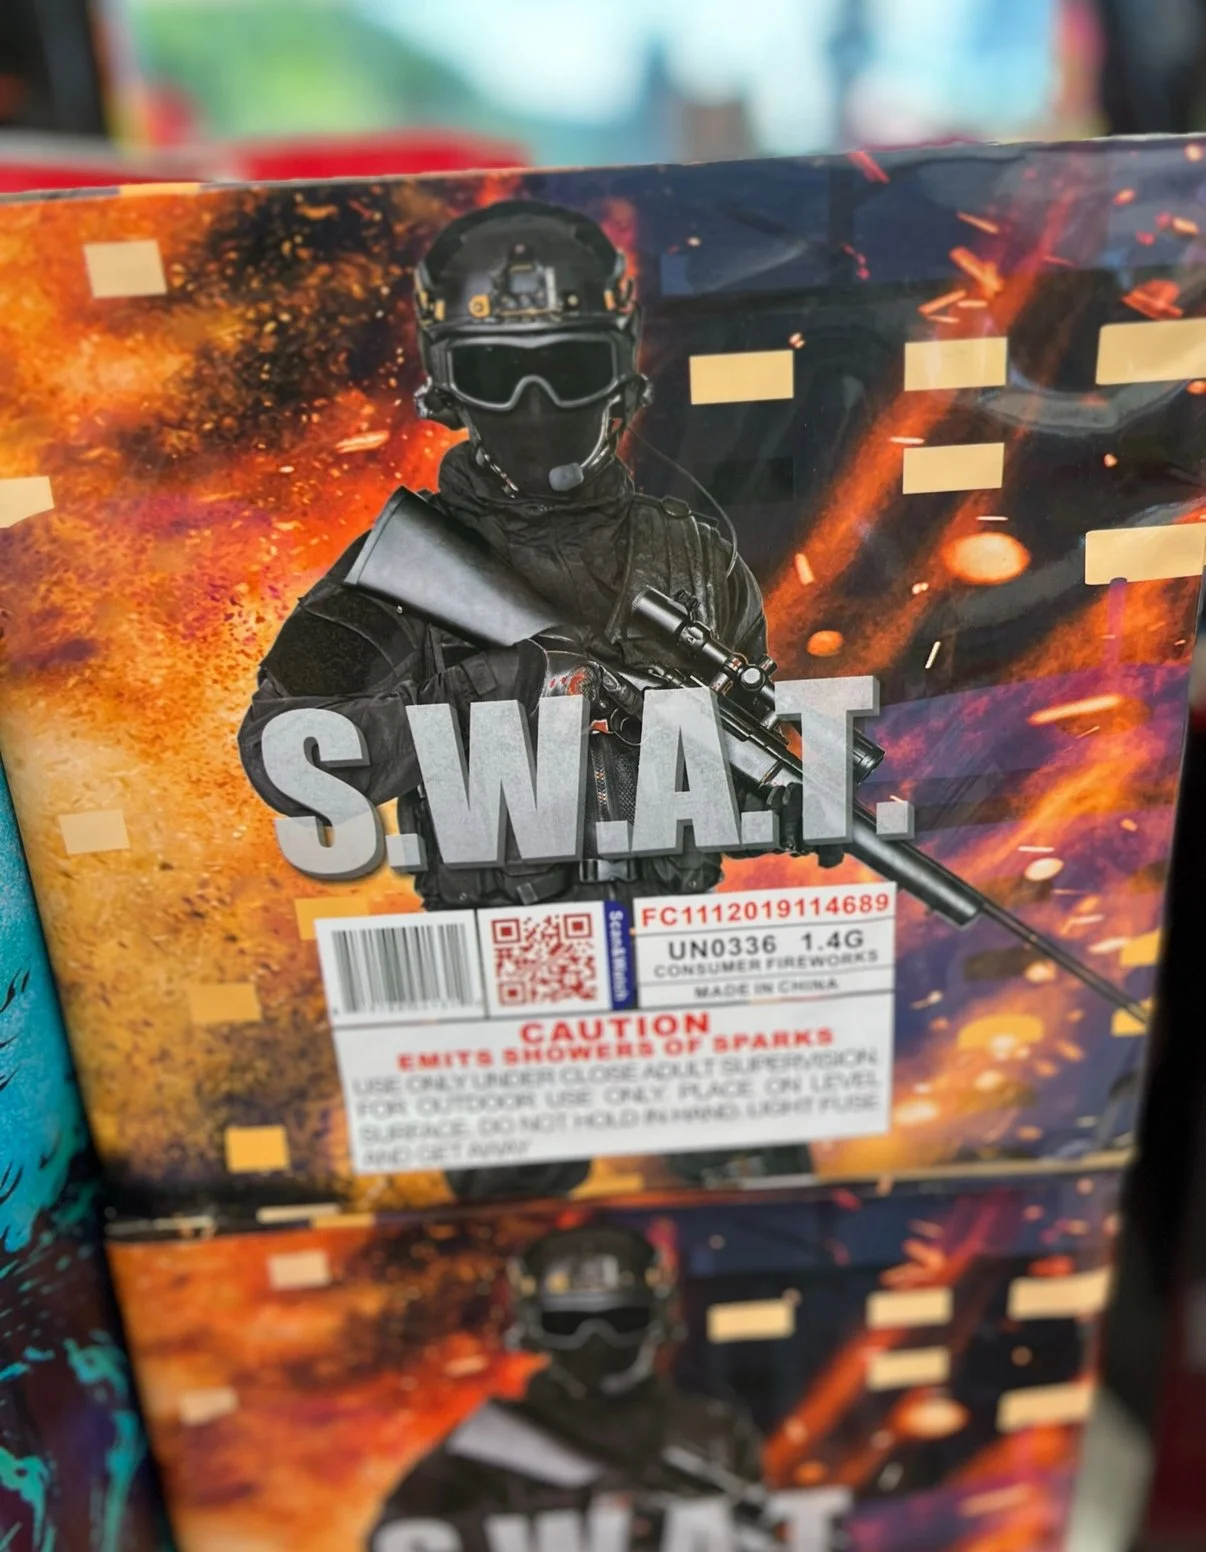 S.W.A.T.
Scan&Watch
FC1112019114689
UN0336 1.4G
CONSUMER FIREWORKS
MADE IN CHINA
CAUTION
EMITS SHOWERS OF SPARKS
USE ONLY UNDER CLOSE ADULT SUPERVISION.
FOR OUTDOOR USE ONLY. PLACE ON LEVEL
SURFACE. DO NOT HOLD IN HAND. LIGHT FUSE
AND GET AWAY
S.W.A.T.